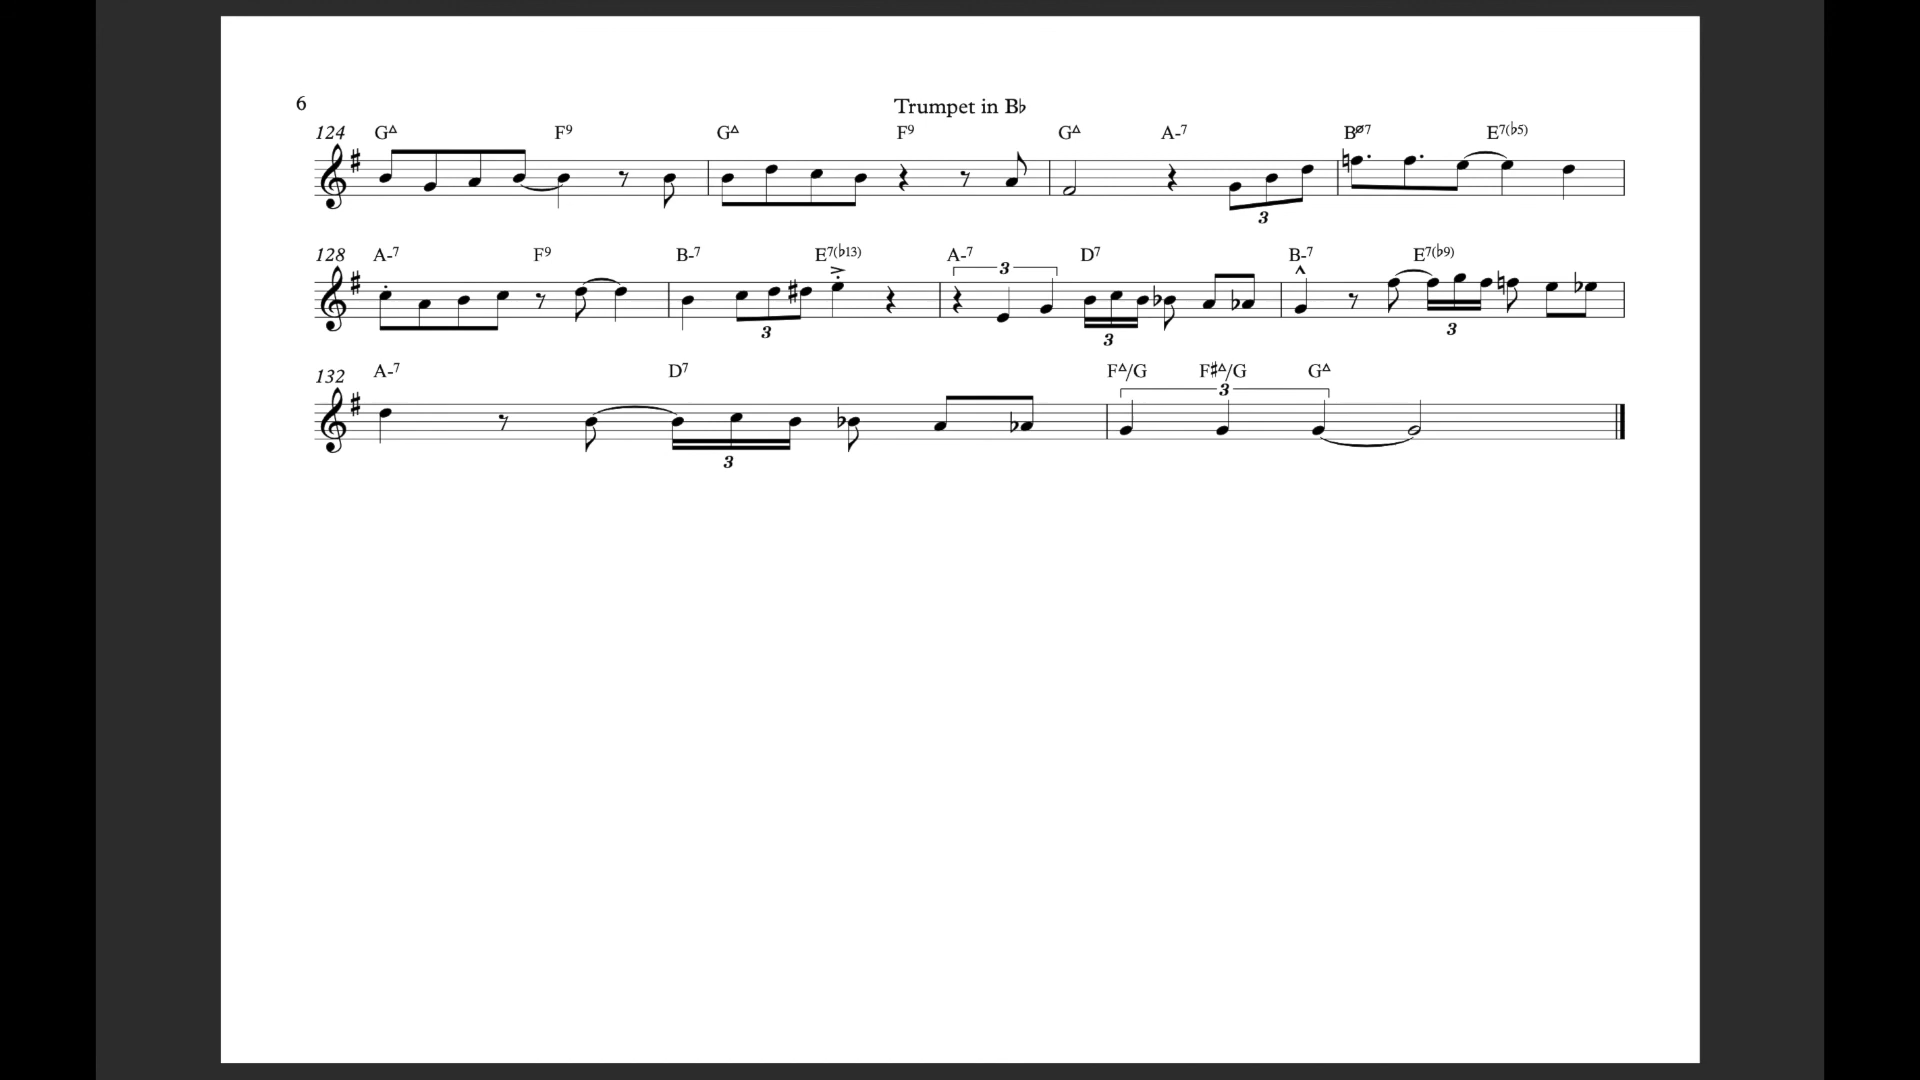 6
Trumpet in B♭
124 G△ F9 G△ F9 G△ A-7 Bø7 E7(♭5)
3
128 A-7 F9 B-7 E7(♭13) A-7 D7 B-7 E7(♭9)
3
3 3 3
132 A-7 D7 F△/G F♯△/G G△
3
3